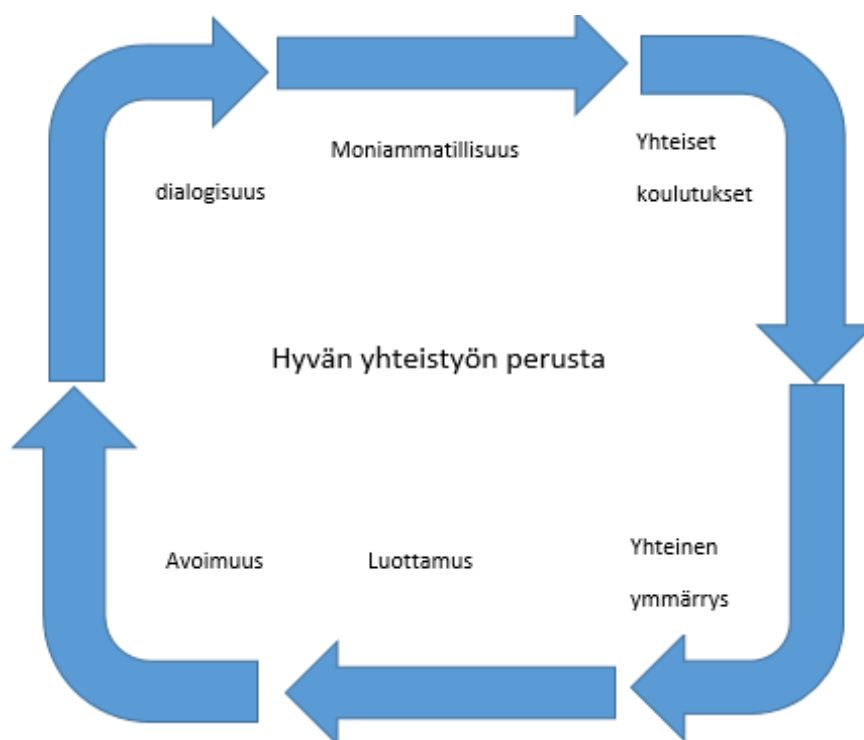 Moniammatillisuus
Yhteiset
koulutukset
dialogisuus
Hyvän yhteistyön perusta
Avoimuus
Luottamus
Yhteinen
ymmärrys